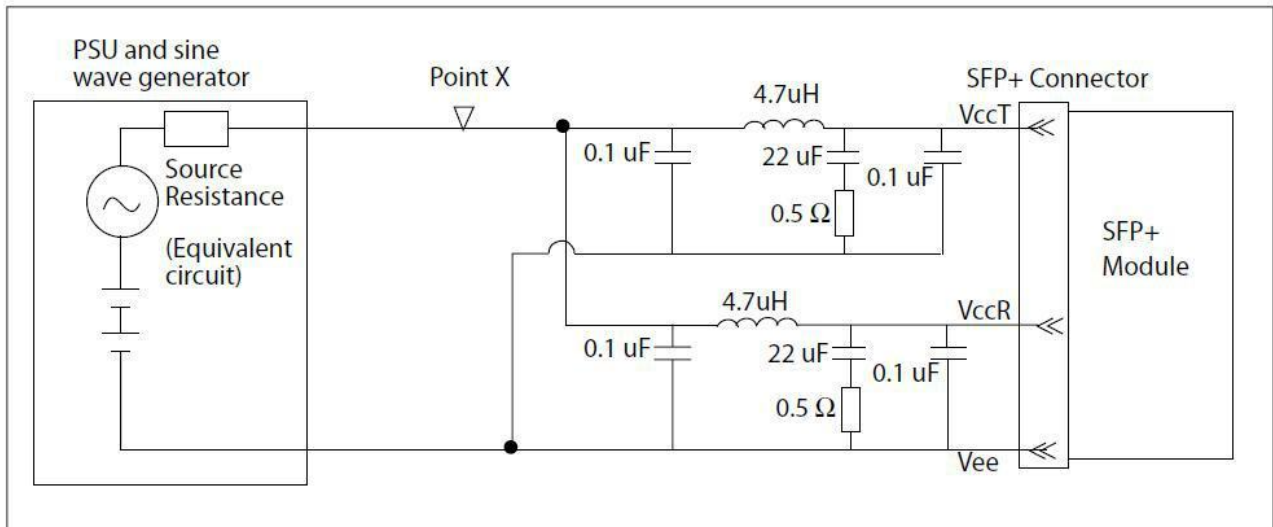 PSU and sine
wave generator
Point X
SFP+ Connector
4.7uH
VccT
0.1 uF
22 uF
0.1 uF
Source
Resistance
0.5 Ω
(Equivalent
circuit)
SFP+
Module
4.7uH
VccR
0.1 uF
22 uF
0.1 uF
0.5 Ω
Vee